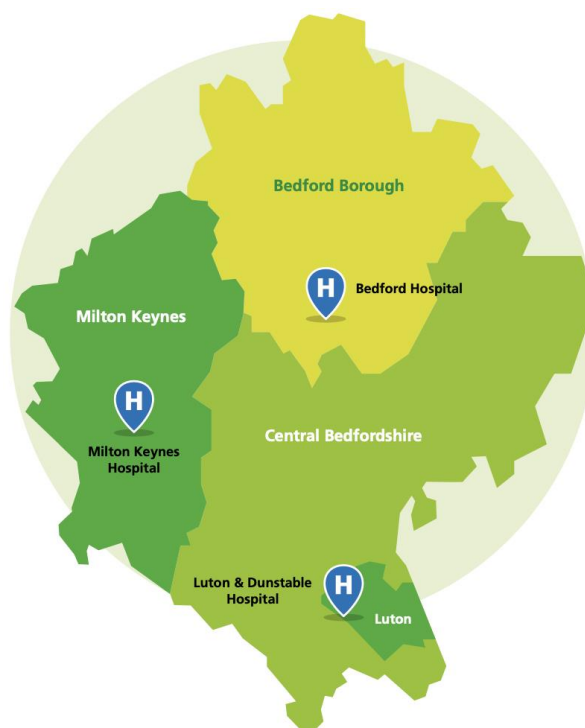 Bedford Borough
H
Bedford Hospital
Milton Keynes
H
Milton Keynes
Hospital
Central Bedfordshire
H
Luton & Dunstable
Hospital
Luton